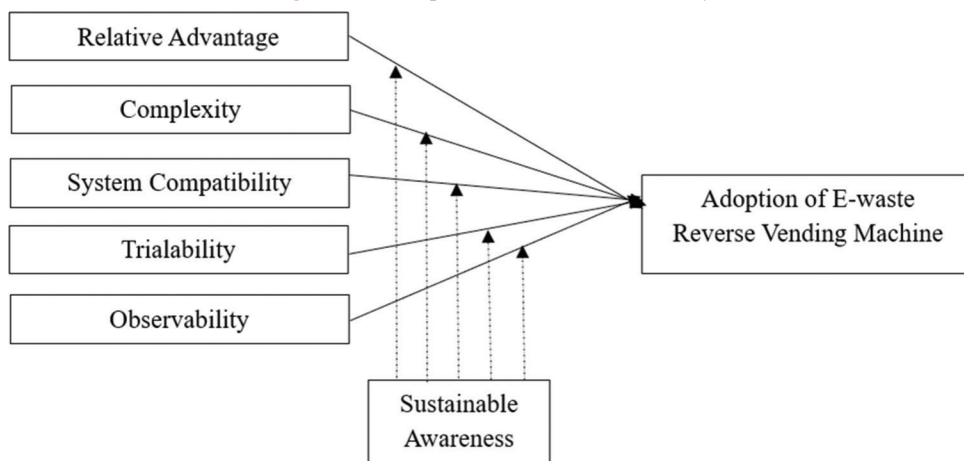 Relative Advantage
Complexity
System Compatibility
Trialability
Observability
Adoption of E-waste
Reverse Vending Machine
Sustainable
Awareness